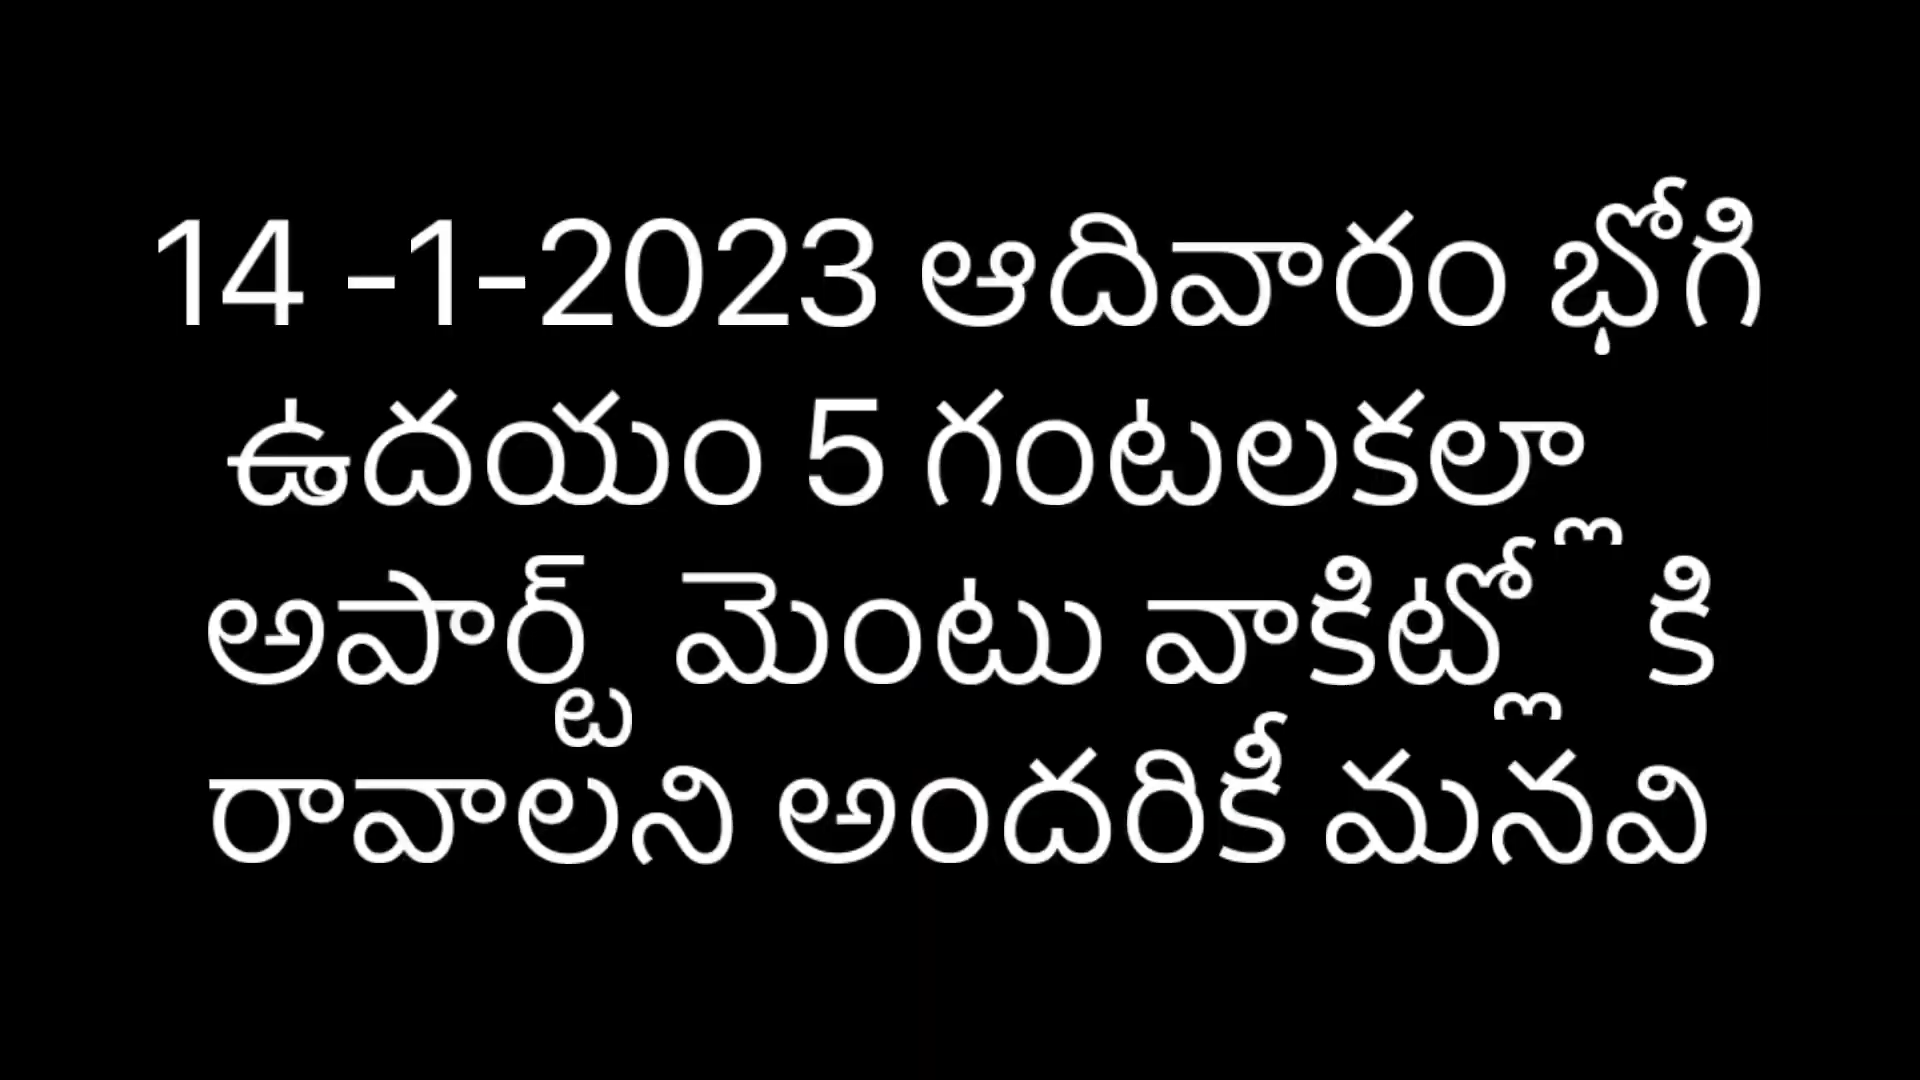 14 -1-2023 ఆదివారం భోగి
ఉదయం 5 గంటలకల్లా
అపార్ట్ మెంటు వాకిట్లో కి
రావాలని అందరికీ మనవి